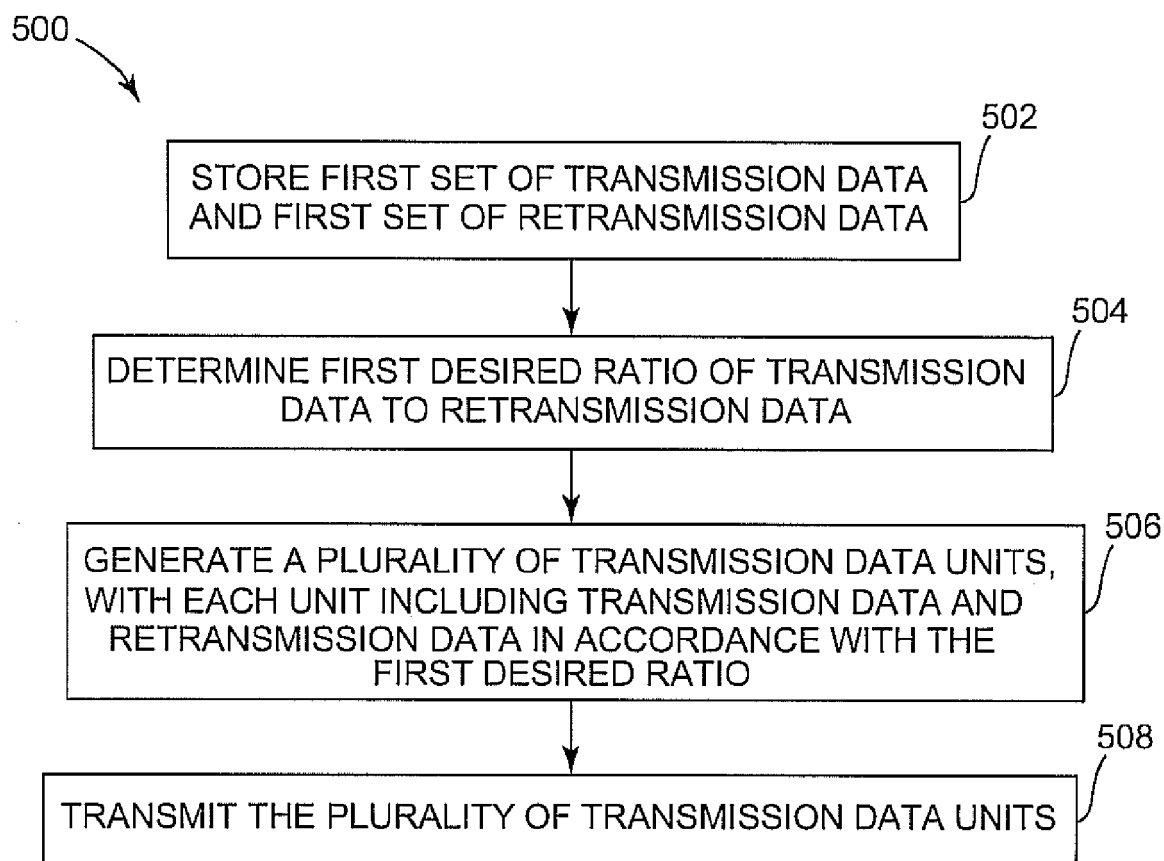 500
502
STORE FIRST SET OF TRANSMISSION DATA
AND FIRST SET OF RETRANSMISSION DATA
504
DETERMINE FIRST DESIRED RATIO OF TRANSMISSION
DATA TO RETRANSMISSION DATA
506
GENERATE A PLURALITY OF TRANSMISSION DATA UNITS,
WITH EACH UNIT INCLUDING TRANSMISSION DATA AND
RETRANSMISSION DATA IN ACCORDANCE WITH THE
FIRST DESIRED RATIO
508
TRANSMIT THE PLURALITY OF TRANSMISSION DATA UNITS